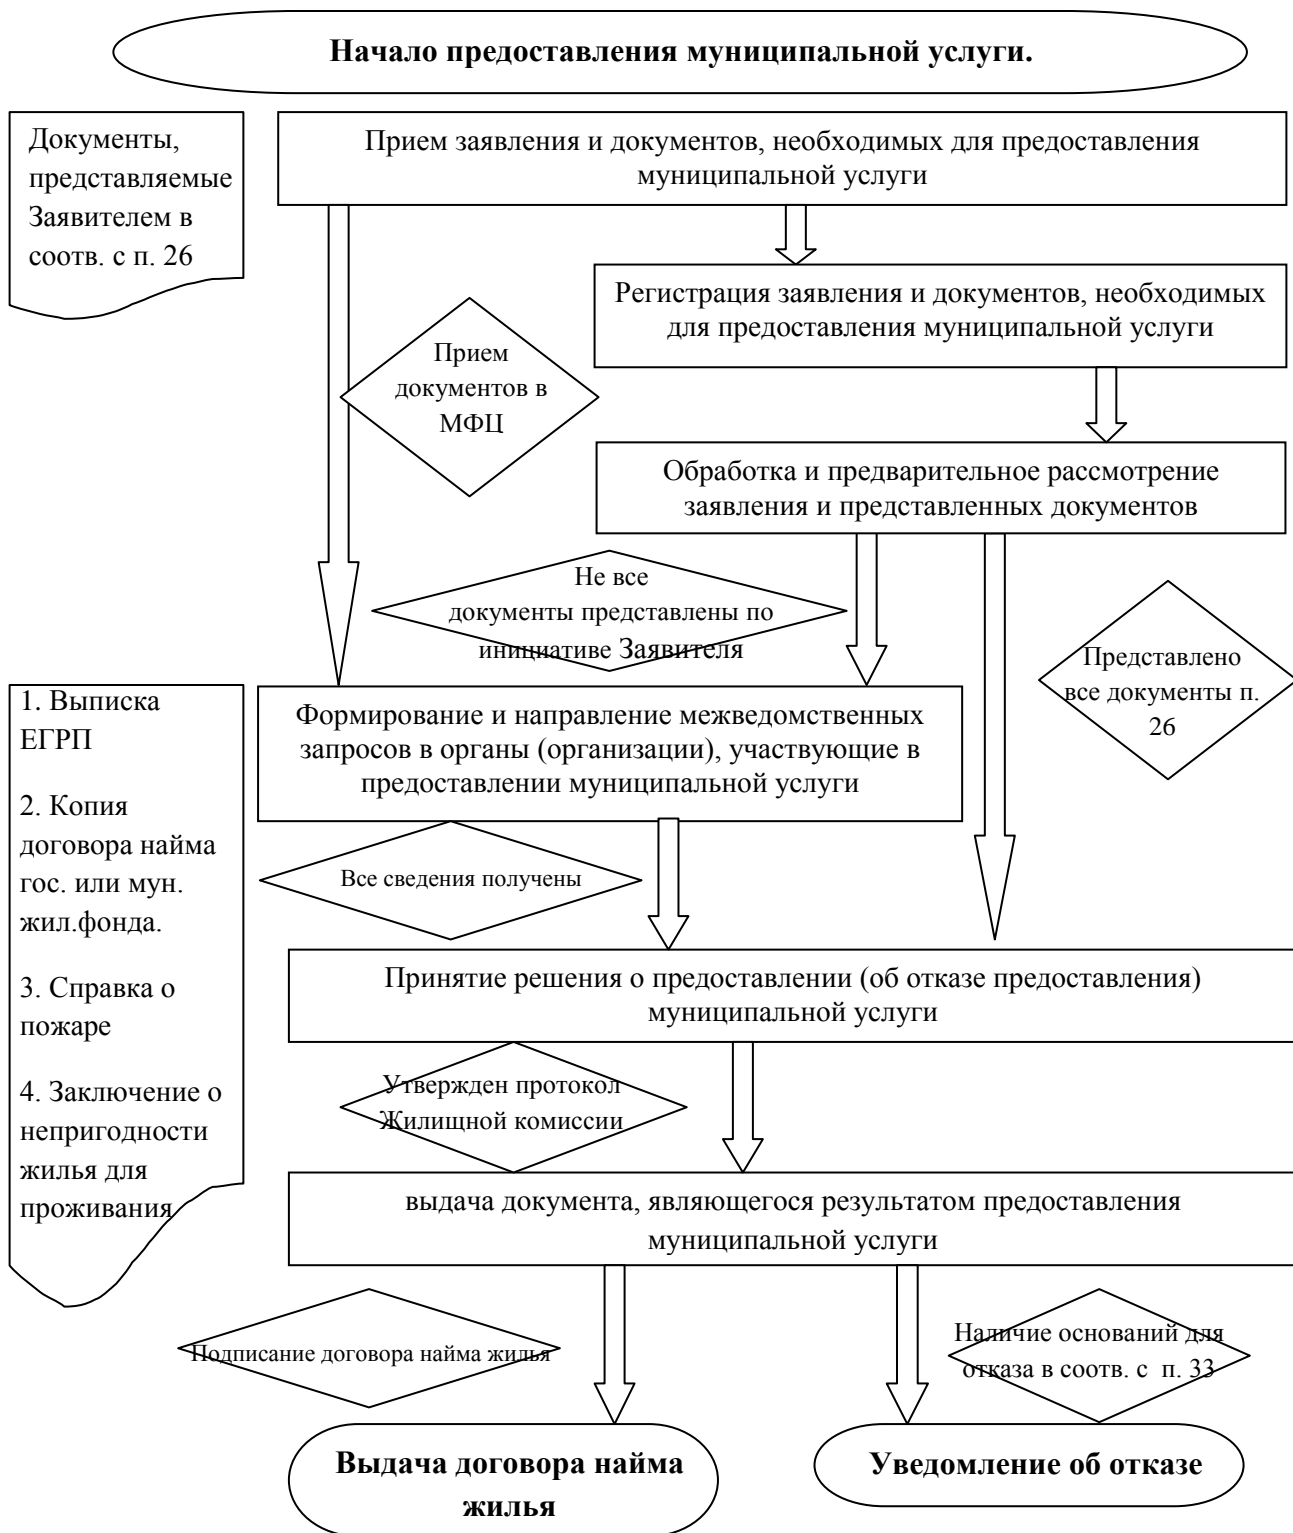 Начало предоставления муниципальной услуги.
Документы,
представляемые
Заявителем в
соотв. с п. 26
Прием заявления и документов, необходимых для предоставления
муниципальной услуги
Регистрация заявления и документов, необходимых
для предоставления муниципальной услуги
Прием
документов в
МФЦ
Обработка и предварительное рассмотрение
заявления и представленных документов
Не все
документы представлены по
инициативе Заявителя
Представлено
все документы п.
26
1. Выписка
ЕГРП
2. Копия
договора найма
гос. или мун.
жил.фонда.
3. Справка о
пожаре
4. Заключение о
непригодности
жилья для
проживания
Формирование и направление межведомственных
запросов в органы (организации), участвующие в
предоставлении муниципальной услуги
Все сведения получены
Принятие решения о предоставлении (об отказе предоставления)
муниципальной услуги
Утвержден протокол
Жилищной комиссии
выдача документа, являющегося результатом предоставления
муниципальной услуги
Подписание договора найма жилья
Наличие оснований для
отказа в соотв. с п. 33
Выдача договора найма
жилья
Уведомление об отказе